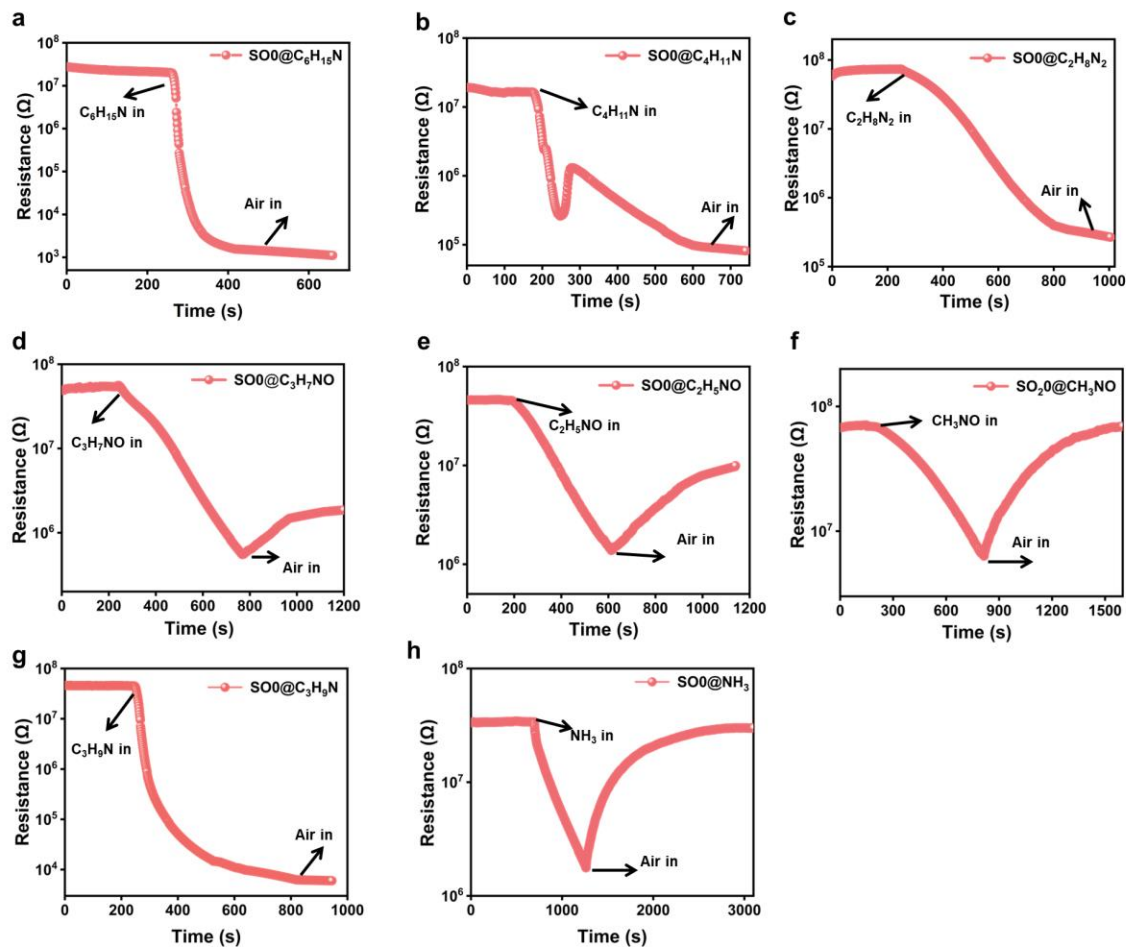 a
10⁸
10⁷
10⁶
10⁵
10⁴
10³
Resistance (Ω)
SO0@C₆H₁₅N
C₆H₁₅N in
Air in
0 200 400 600
Time (s)
b
10⁸
10⁷
10⁶
10⁵
Resistance (Ω)
SO0@C₄H₁₁N
C₄H₁₁N in
Air in
0 100 200 300 400 500 600 700
Time (s)
c
10⁸
10⁷
10⁶
10⁵
Resistance (Ω)
SO0@C₂H₈N₂
C₂H₈N₂ in
Air in
0 200 400 600 800 1000
Time (s)
d
10⁸
10⁷
10⁶
Resistance (Ω)
SO0@C₃H₇NO
C₃H₇NO in
Air in
0 200 400 600 800 1000 1200
Time (s)
e
10⁸
10⁷
10⁶
Resistance (Ω)
SO0@C₂H₅NO
C₂H₅NO in
Air in
0 200 400 600 800 1000 1200
Time (s)
f
10⁸
10⁷
Resistance (Ω)
SO₂0@CH₃NO
CH₃NO in
Air in
0 300 600 900 1200 1500
Time (s)
g
10⁸
10⁷
10⁶
10⁵
10⁴
Resistance (Ω)
SO0@C₃H₉N
C₃H₉N in
Air in
0 200 400 600 800 1000
Time (s)
h
10⁸
10⁷
10⁶
Resistance (Ω)
SO0@NH₃
NH₃ in
Air in
0 1000 2000 3000
Time (s)